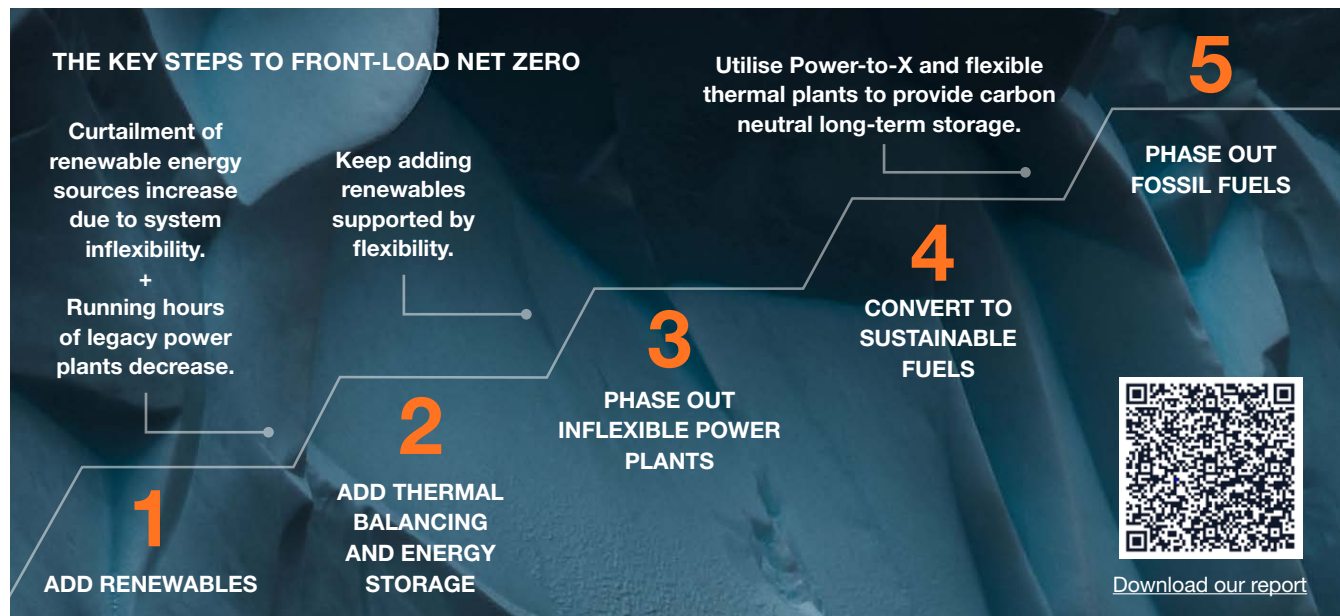 THE KEY STEPS TO FRONT-LOAD NET ZERO
Curtailment of
renewable energy
sources increase
due to system
inflexibility.
+
Running hours
of legacy power
plants decrease.
1
ADD RENEWABLES
Keep adding
renewables
supported by
flexibility.
2
ADD THERMAL
BALANCING
AND ENERGY
STORAGE
3
PHASE OUT
INFLEXIBLE POWER
PLANTS
Utilise Power-to-X and flexible
thermal plants to provide carbon
neutral long-term storage.
4
CONVERT TO
SUSTAINABLE
FUELS
5
PHASE OUT
FOSSIL FUELS
Download our report